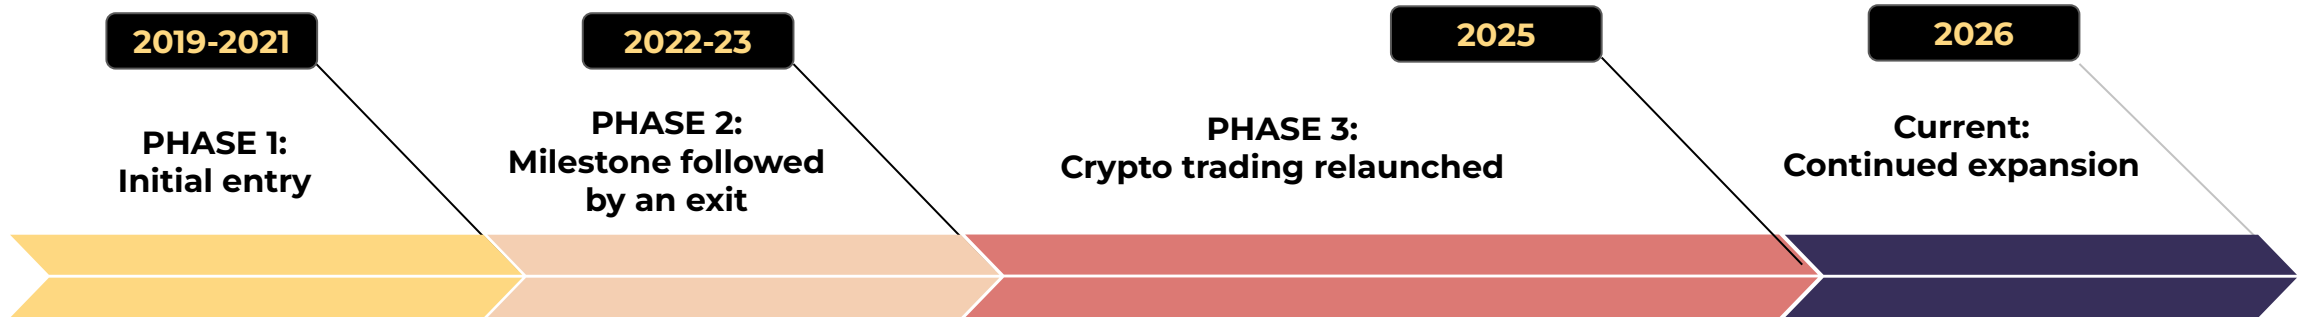 2019-2021
PHASE 1:
Initial entry
2022-23
PHASE 2:
Milestone followed
by an exit
2025
PHASE 3:
Crypto trading relaunched
2026
Current:
Continued expansion